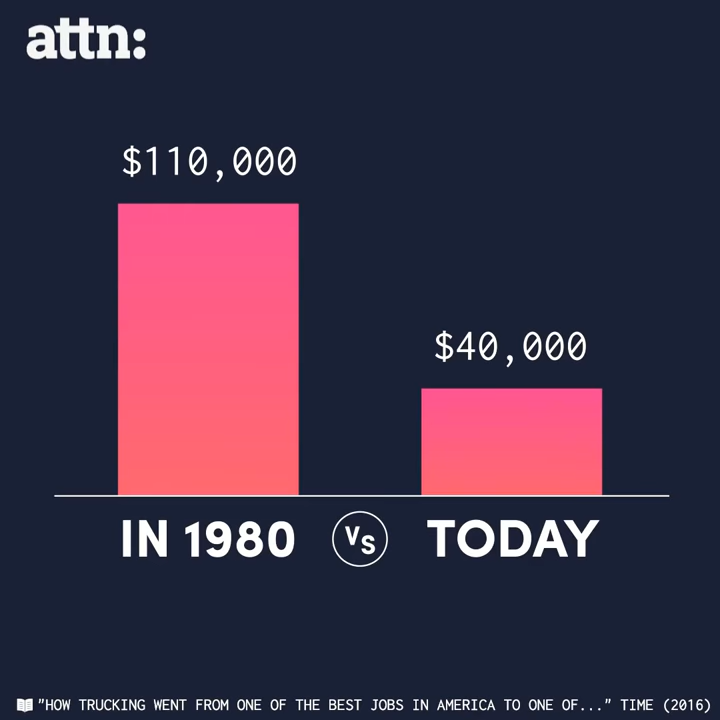 attn:
$110,000
$40,000
IN 1980 VS TODAY
"HOW TRUCKING WENT FROM ONE OF THE BEST JOBS IN AMERICA TO ONE OF..." TIME (2016)